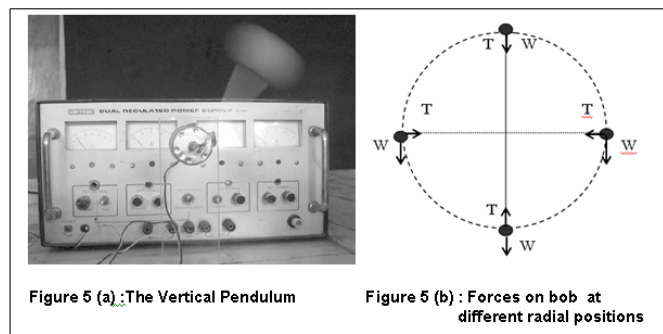 DUAL REGULATED POWER SUPPLY
T W
T T
W W
T
W
Figure 5 (a) :The Vertical Pendulum
Figure 5 (b) : Forces on bob at
different radial positions